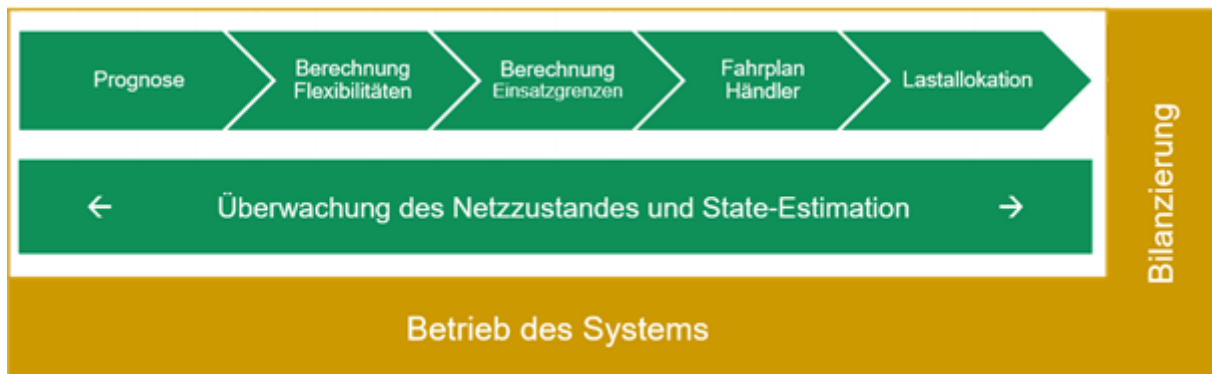 Prognose
Berechnung
Flexibilitäten
Berechnung
Einsatzgrenzen
Fahrplan
Händler
Lastallokation
← Überwachung des Netzzustandes und State-Estimation →
Bilanzierung
Betrieb des Systems